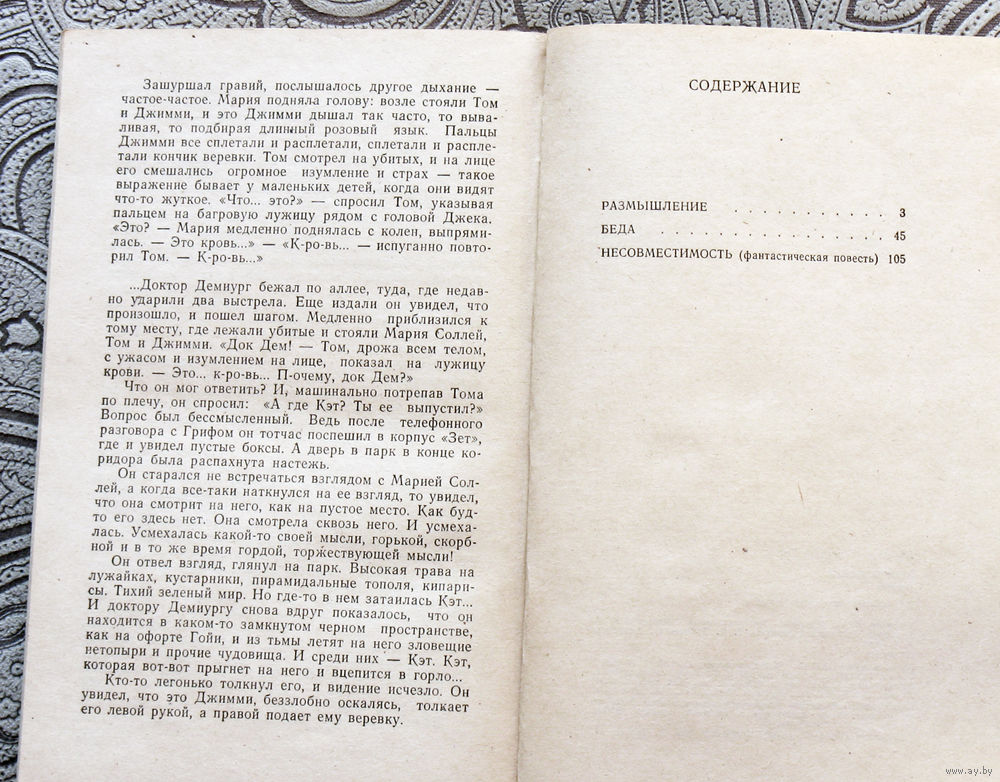 Зашуршал гравий, послышалось другое дыхание —
частое-частое. Мария подняла голову: возле стояли Том
и Джимми, и это Джимми дышал так часто, то выва-
ливая, то подбирая длинный розовый язык. Пальцы
Джимми все сплетали и расплетали, сплетали и распле-
тали кончик веревки. Том смотрел на убитых, и на лице
его смешались огромное изумление и страх — такое
выражение бывает у маленьких детей, когда они видят
что-то жуткое. «Что... это?» — спросил Том, указывая
пальцем на багровую лужицу рядом с головой Джека.
«Это? — Мария медленно поднялась с колен, выпрями-
лась. — Это кровь...» — «К-ро-вь... — испуганно повто-
рил Том. — К-ро-вь...»
...Доктор Демиург бежал по аллее, туда, где недав-
но ударили два выстрела. Еще издали он увидел, что
произошло, и пошел шагом. Медленно приблизился к
тому месту, где лежали убитые и стояли Мария Соллей,
Том и Джимми. «Док Дем! — Том, дрожа всем телом,
с ужасом и изумлением на лице, показал на лужицу
крови. — Это... к-ро-вь... П-очему, док Дем?»
Что он мог ответить? И, машинально потрепав Тома
по плечу, он спросил: «А где Кэт? Ты ее выпустил?»
Вопрос был бессмысленный. Ведь после телефонного
разговора с Грифом он тотчас поспешил в корпус «Зет»,
где и увидел пустые боксы. А дверь в парк в конце ко-
ридора была распахнута настежь.
Он старался не встречаться взглядом с Марией Сол-
лей, а когда все-таки наткнулся на ее взгляд, то увидел,
что она смотрит на него, как на пустое место. Как буд-
то его здесь нет. Она смотрела сквозь него. И усмеха-
лась. Усмехалась какой-то своей мысли, горькой, скорб-
ной и в то же время гордой, торжествующей мысли!
Он отвел взгляд, глянул на парк. Высокая трава на
лужайках, кустарники, пирамидальные тополя, кипари-
сы. Тихий зеленый мир. Но где-то в нем затаилась Кэт...
И доктору Демиургу снова вдруг показалось, что он
находится в каком-то замкнутом черном пространстве,
как на офорте Гойи, и из тьмы летят на него зловещие
нетопыри и прочие чудовища. И среди них — Кэт. Кэт,
которая вот-вот прыгнет на него и вцепится в горло...
Кто-то легонько толкнул его, и видение исчезло. Он
увидел, что это Джимми, беззлобно оскалясь, толкает
его левой рукой, а правой подает ему веревку.
СОДЕРЖАНИЕ
РАЗМЫШЛЕНИЕ . . . . . . . . . . . 3
БЕДА . . . . . . . . . . . . . . 45
НЕСОВМЕСТИМОСТЬ (фантастическая повесть) 105
www.ay.by